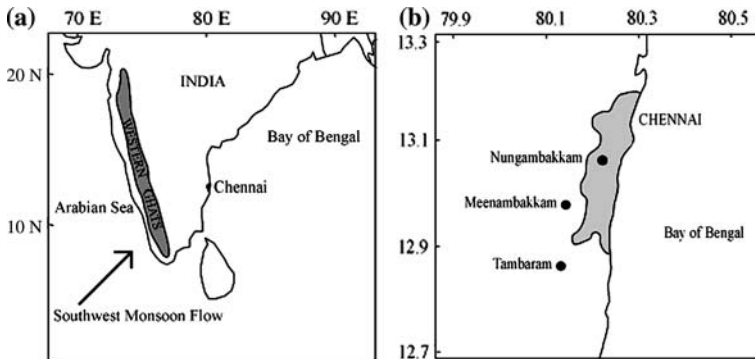 (a)
70 E
80 E
90 E
20 N
INDIA
WESTERN GHATS
Bay of Bengal
Chennai
Arabian Sea
10 N
Southwest Monsoon Flow
(b)
79.9
80.1
80.3
80.5
13.3
CHENNAI
13.1
Nungambakkam
Meenambakkam
Bay of Bengal
12.9
Tambaram
12.7